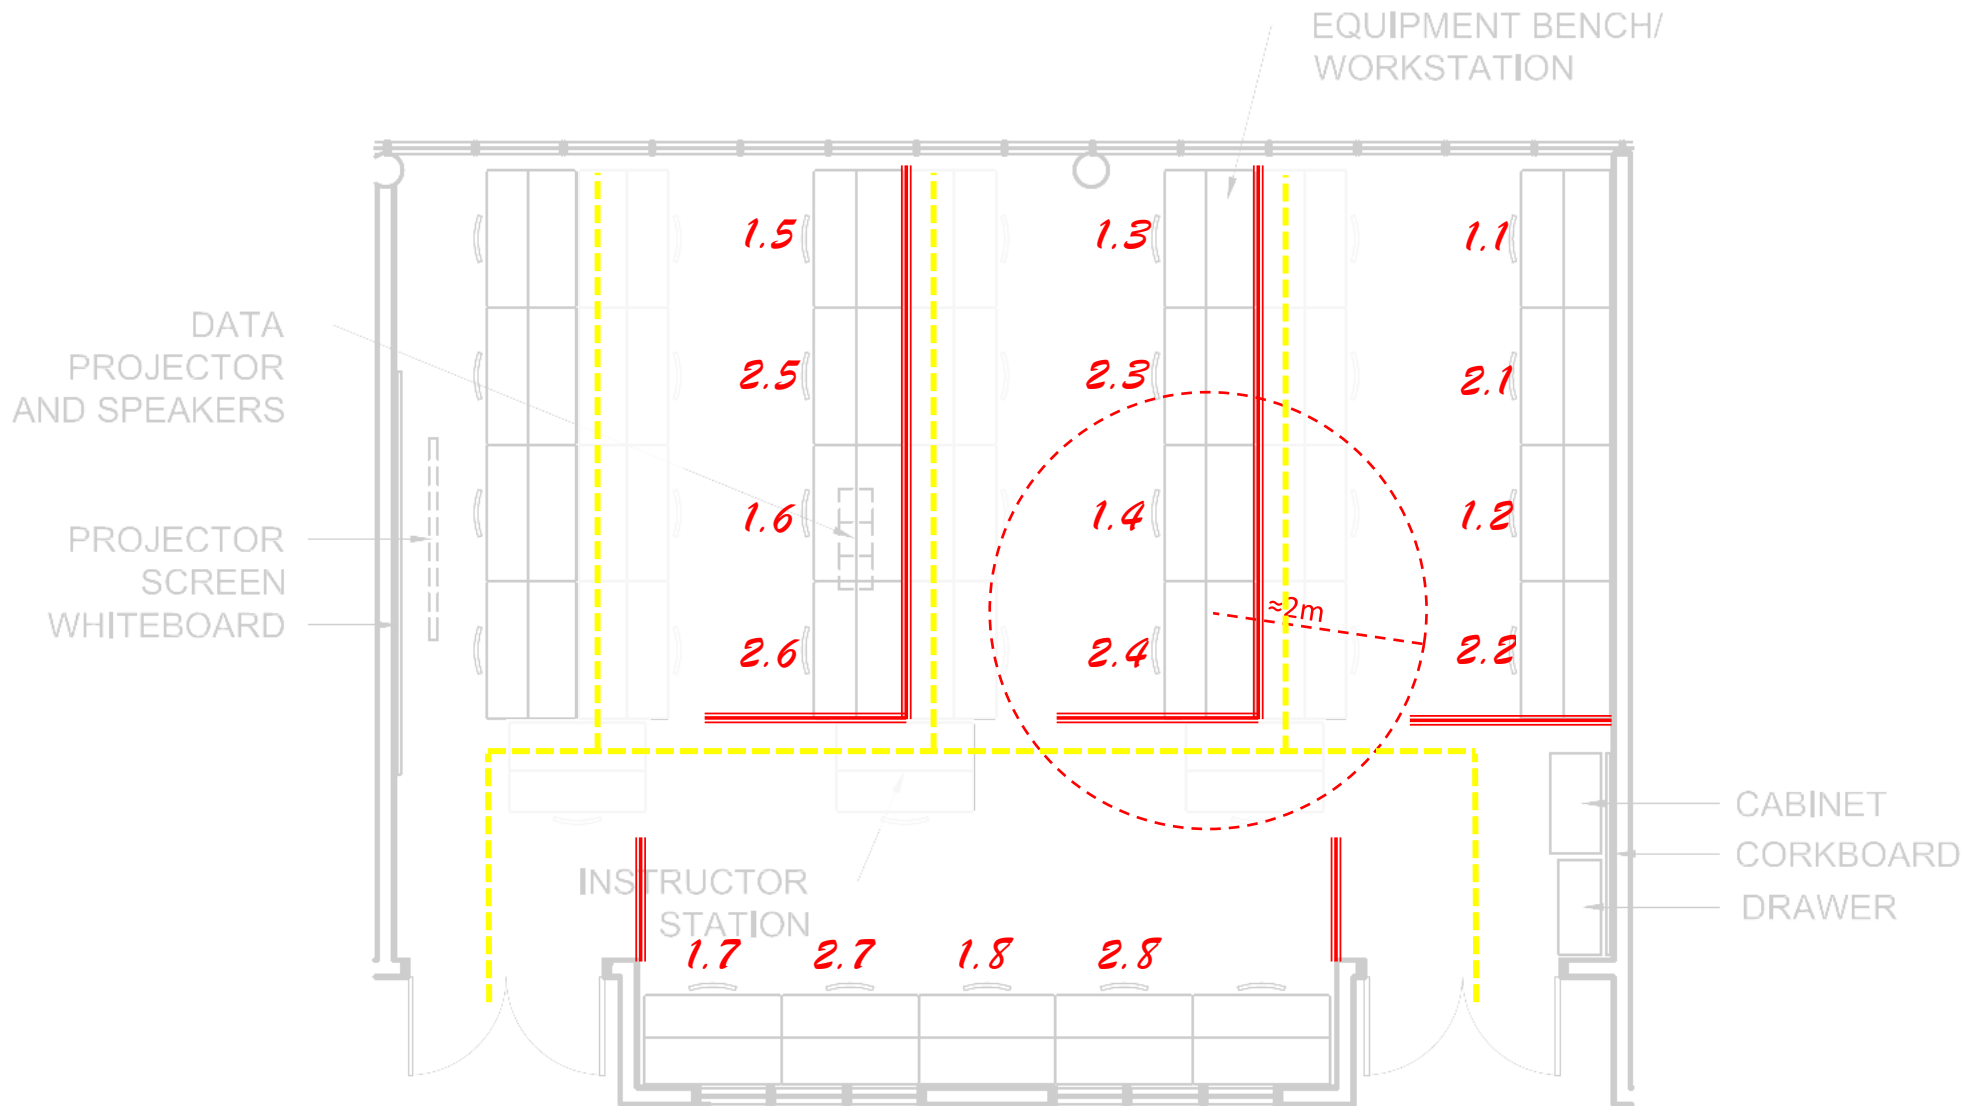 EQUIPMENT BENCH/
WORKSTATION
1.5
1.3
1.1
DATA
PROJECTOR
AND SPEAKERS
2.5
2.3
2.1
1.6
1.4
1.2
PROJECTOR
SCREEN
WHITEBOARD
≈2m
2.6
2.4
2.2
CABINET
CORKBOARD
DRAWER
INSTRUCTOR
STATION
1.7 2.7 1.8 2.8